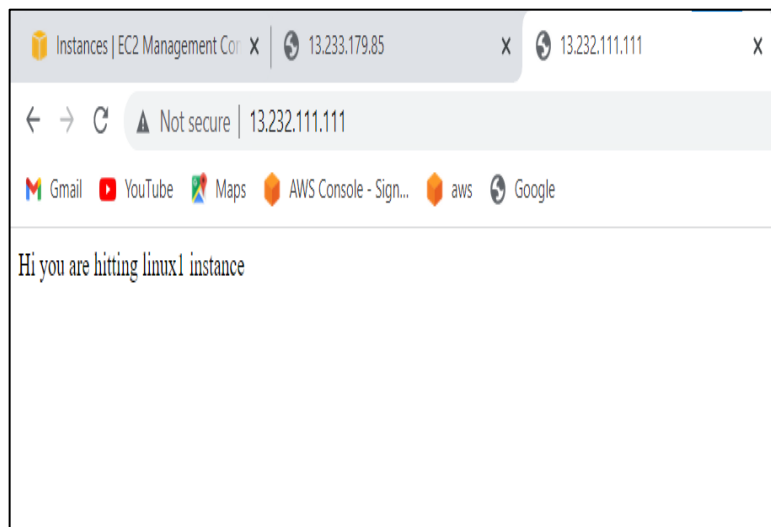 Instances | EC2 Management Con
13.233.179.85
13.232.111.111
Not secure | 13.232.111.111
Gmail YouTube Maps AWS Console - Sign... aws Google
Hi you are hitting linux1 instance